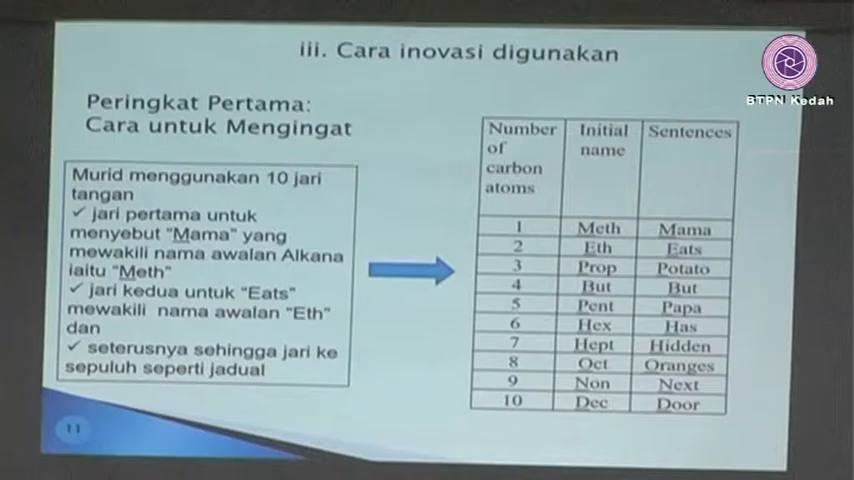 iii. Cara inovasi digunakan
BTPN Kedah
Peringkat Pertama:
Cara untuk Mengingat
Murid menggunakan 10 jari
tangan
✓ jari pertama untuk
menyebut "Mama" yang
mewakili nama awalan Alkana
iaitu "Meth"
✓ jari kedua untuk "Eats"
mewakili nama awalan "Eth"
dan
✓ seterusnya sehingga jari ke
sepuluh seperti jadual
Number of carbon atoms Initial name Sentences
1 Meth Mama
2 Eth Eats
3 Prop Potato
4 But But
5 Pent Papa
6 Hex Has
7 Hept Hidden
8 Oct Oranges
9 Non Next
10 Dec Door
11